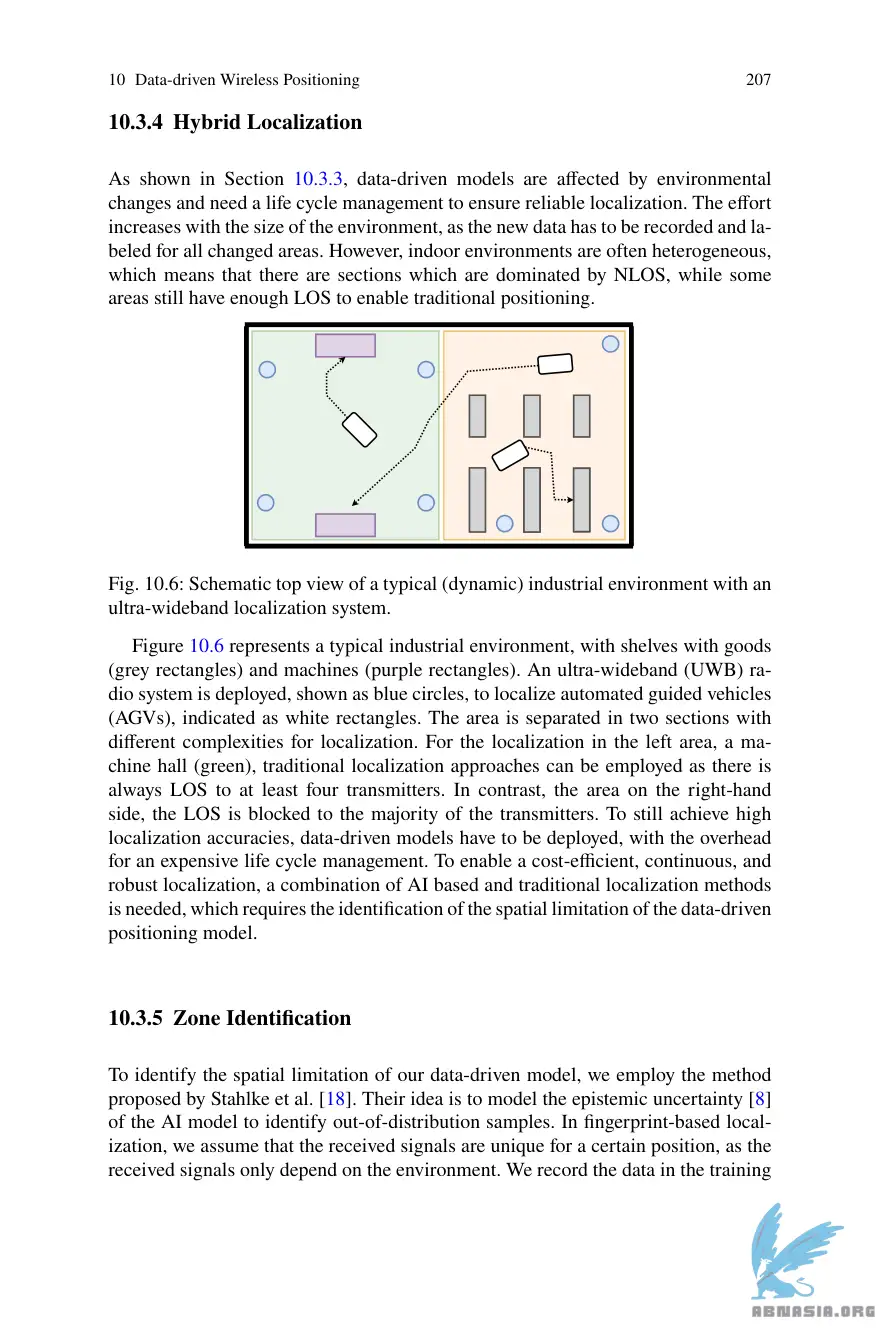 10 Data-driven Wireless Positioning 207
10.3.4 Hybrid Localization
As shown in Section 10.3.3, data-driven models are affected by environmental
changes and need a life cycle management to ensure reliable localization. The effort
increases with the size of the environment, as the new data has to be recorded and la-
beled for all changed areas. However, indoor environments are often heterogeneous,
which means that there are sections which are dominated by NLOS, while some
areas still have enough LOS to enable traditional positioning.
Fig. 10.6: Schematic top view of a typical (dynamic) industrial environment with an
ultra-wideband localization system.
Figure 10.6 represents a typical industrial environment, with shelves with goods
(grey rectangles) and machines (purple rectangles). An ultra-wideband (UWB) ra-
dio system is deployed, shown as blue circles, to localize automated guided vehicles
(AGVs), indicated as white rectangles. The area is separated in two sections with
different complexities for localization. For the localization in the left area, a ma-
chine hall (green), traditional localization approaches can be employed as there is
always LOS to at least four transmitters. In contrast, the area on the right-hand
side, the LOS is blocked to the majority of the transmitters. To still achieve high
localization accuracies, data-driven models have to be deployed, with the overhead
for an expensive life cycle management. To enable a cost-efficient, continuous, and
robust localization, a combination of AI based and traditional localization methods
is needed, which requires the identification of the spatial limitation of the data-driven
positioning model.
10.3.5 Zone Identification
To identify the spatial limitation of our data-driven model, we employ the method
proposed by Stahlke et al. [18]. Their idea is to model the epistemic uncertainty [8]
of the AI model to identify out-of-distribution samples. In fingerprint-based local-
ization, we assume that the received signals are unique for a certain position, as the
received signals only depend on the environment. We record the data in the training
ABNASIA.ORG